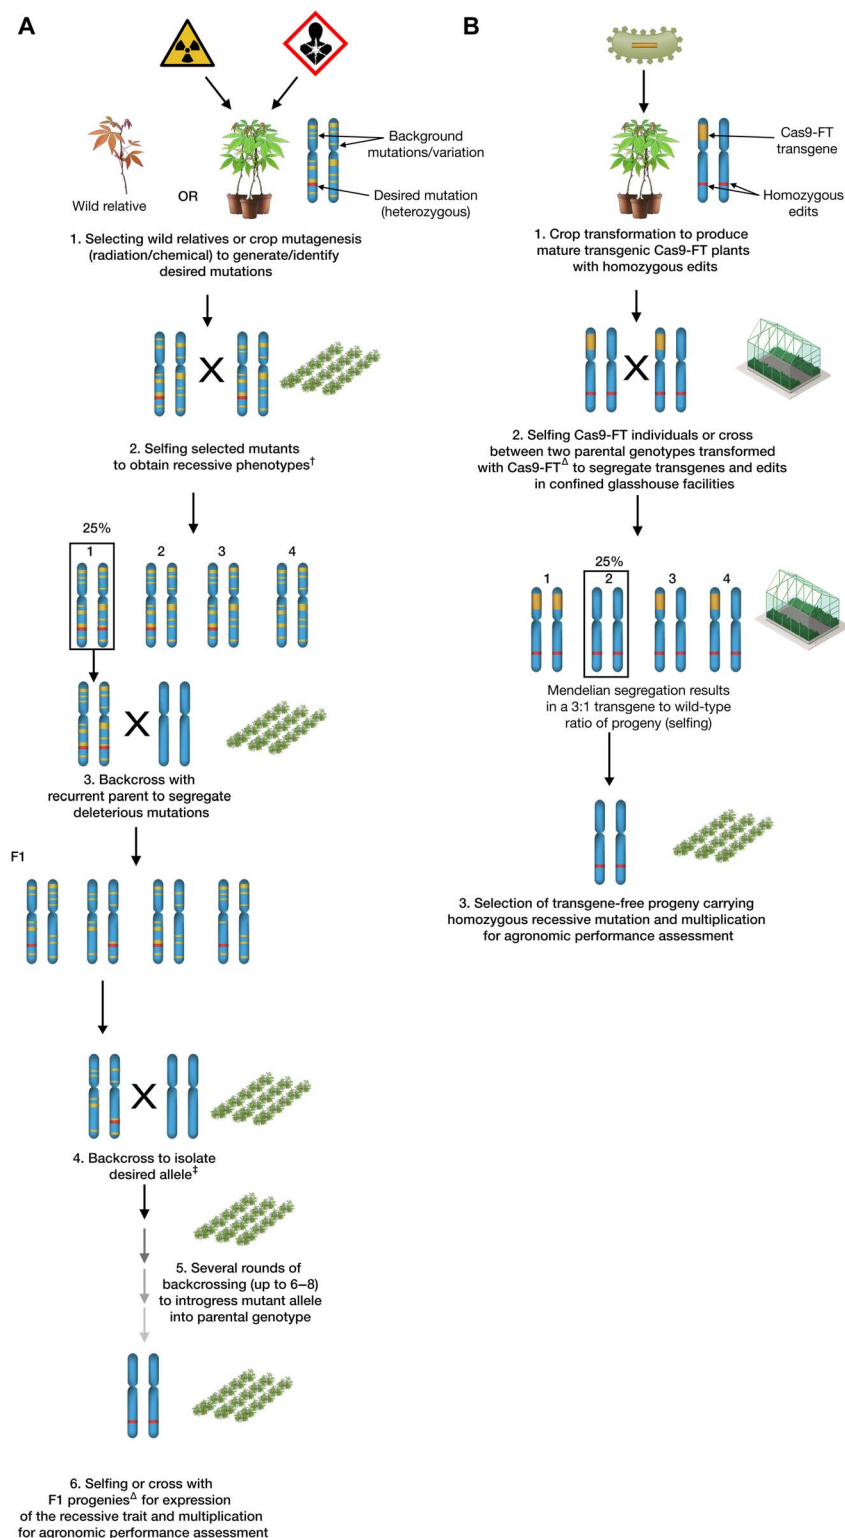 A
Wild relative
OR
Background
mutations/variation
Desired mutation
(heterozygous)
1. Selecting wild relatives or crop mutagenesis
(radiation/chemical) to generate/identify
desired mutations
X
2. Selfing selected mutants
to obtain recessive phenotypes†
25%
1
2
3
4
X
3. Backcross with
recurrent parent to segregate
deleterious mutations
F1
X
4. Backcross to isolate
desired allele‡
5. Several rounds of
backcrossing (up to 6–8)
to introgress mutant allele
into parental genotype
6. Selfing or cross with
F1 progenies Δ for expression
of the recessive trait and multiplication
for agronomic performance assessment
B
Cas9-FT
transgene
Homozygous
edits
1. Crop transformation to produce
mature transgenic Cas9-FT plants
with homozygous edits
X
2. Selfing Cas9-FT individuals or cross
between two parental genotypes transformed
with Cas9-FT Δ to segregate transgenes and edits
in confined glasshouse facilities
25%
1
2
3
4
Mendelian segregation results
in a 3:1 transgene to wild-type
ratio of progeny (selfing)
3. Selection of transgene-free progeny carrying
homozygous recessive mutation and multiplication
for agronomic performance assessment